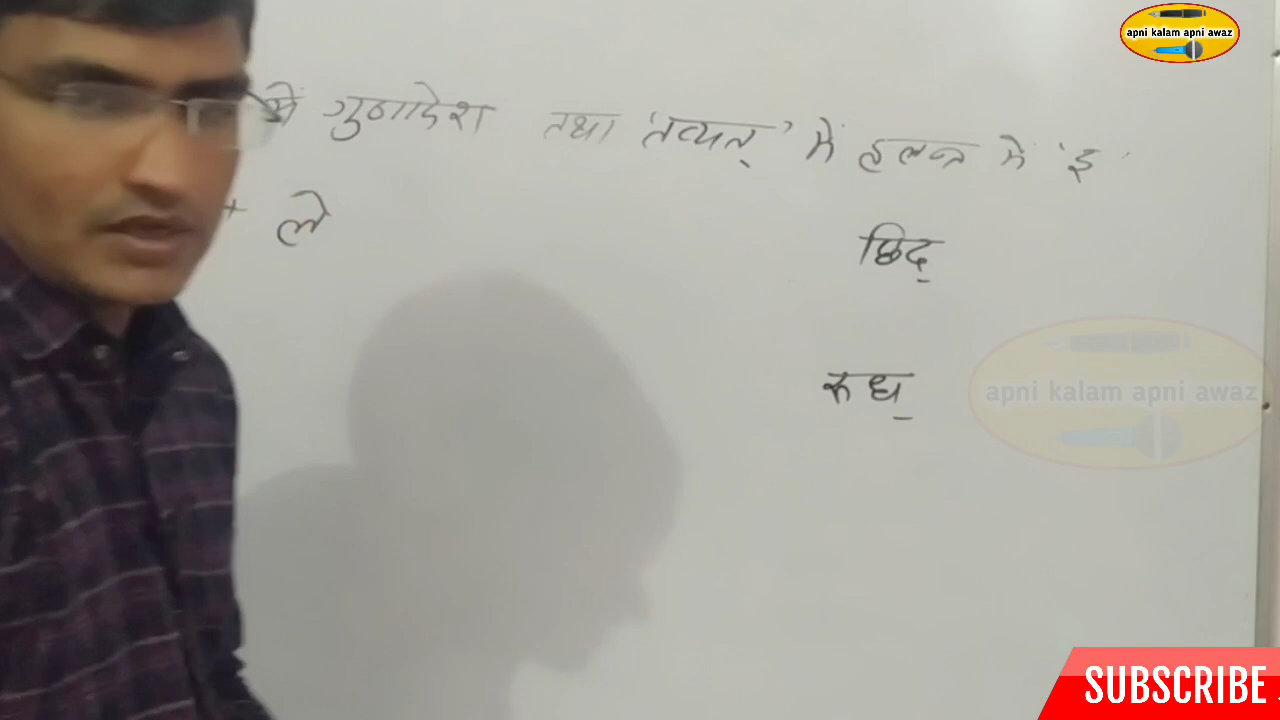 apni kalam apni awaz
में गुणादेश तथा 'तव्यत्' में हलन्त में 'इ'
+ ले
छिद्
रुध्
apni kalam apni awaz
SUBSCRIBE